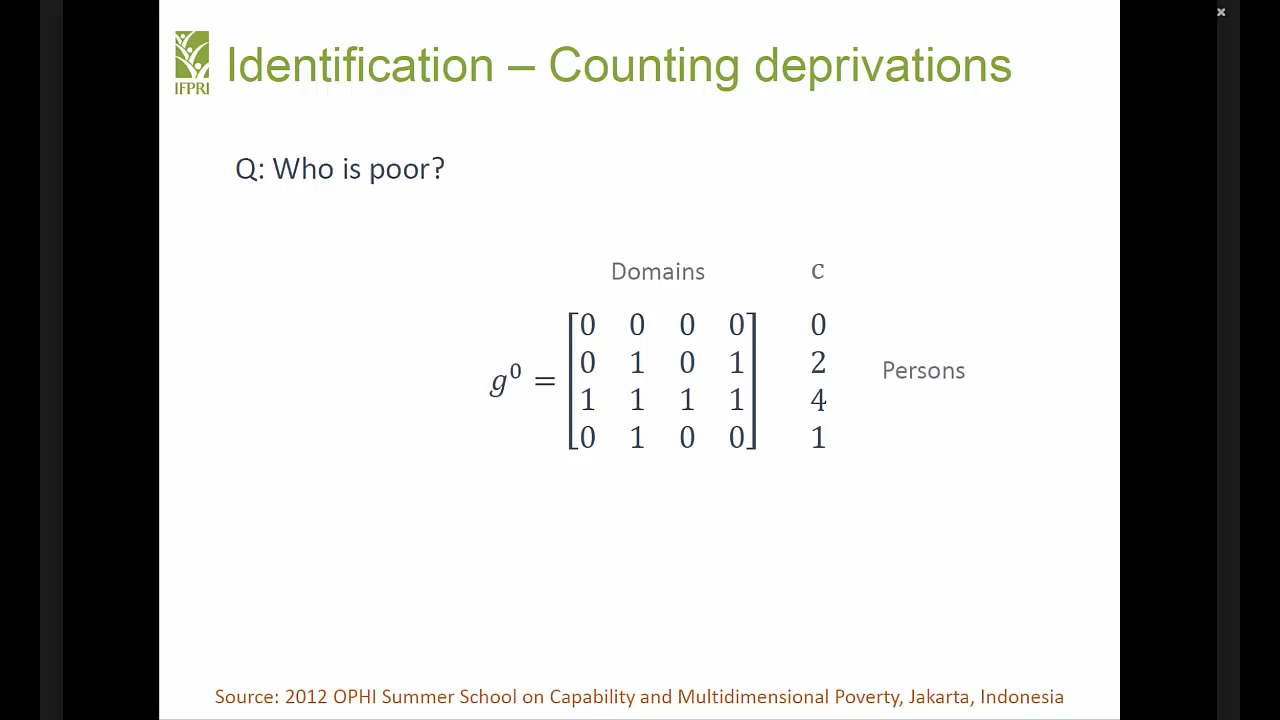 IFPRI
Identification – Counting deprivations
Q: Who is poor?
Domains c
0 0 0 0 0
0 1 0 1 2
g⁰ = Persons
1 1 1 1 4
0 1 0 0 1
Source: 2012 OPHI Summer School on Capability and Multidimensional Poverty, Jakarta, Indonesia